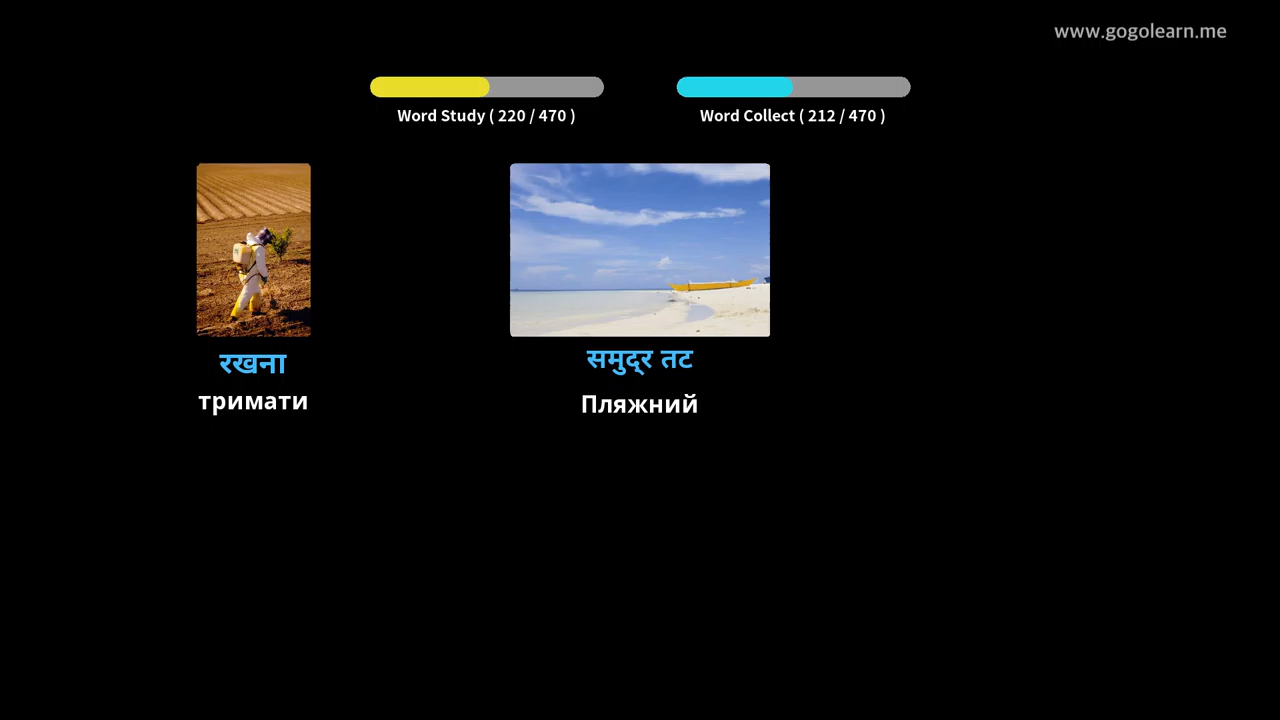 www.gogolearn.me
Word Study ( 220 / 470 )
Word Collect ( 212 / 470 )
रखना
тримати
समुद्र तट
Пляжний